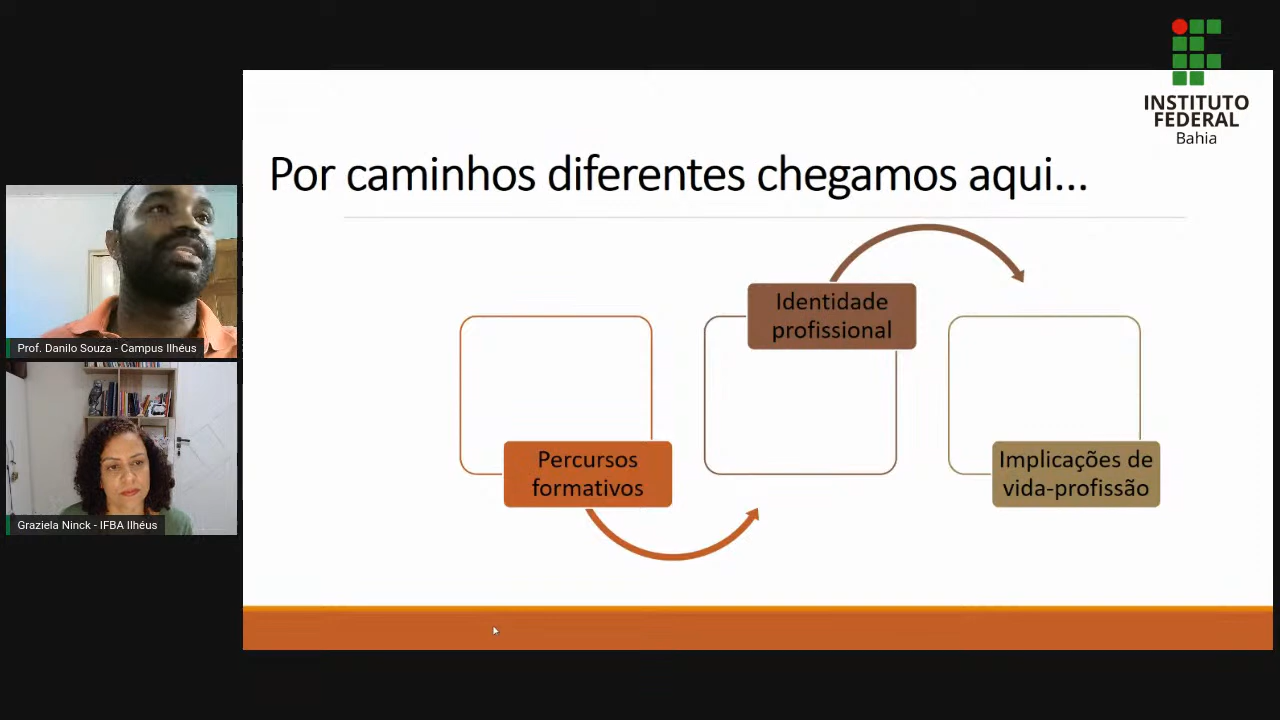 INSTITUTO
FEDERAL
Bahia
Por caminhos diferentes chegamos aqui...
Identidade
profissional
Percursos
formativos
Implicações de
vida-profissão
Prof. Danilo Souza - Campus Ilhéus
Graziela Ninck - IFBA Ilhéus